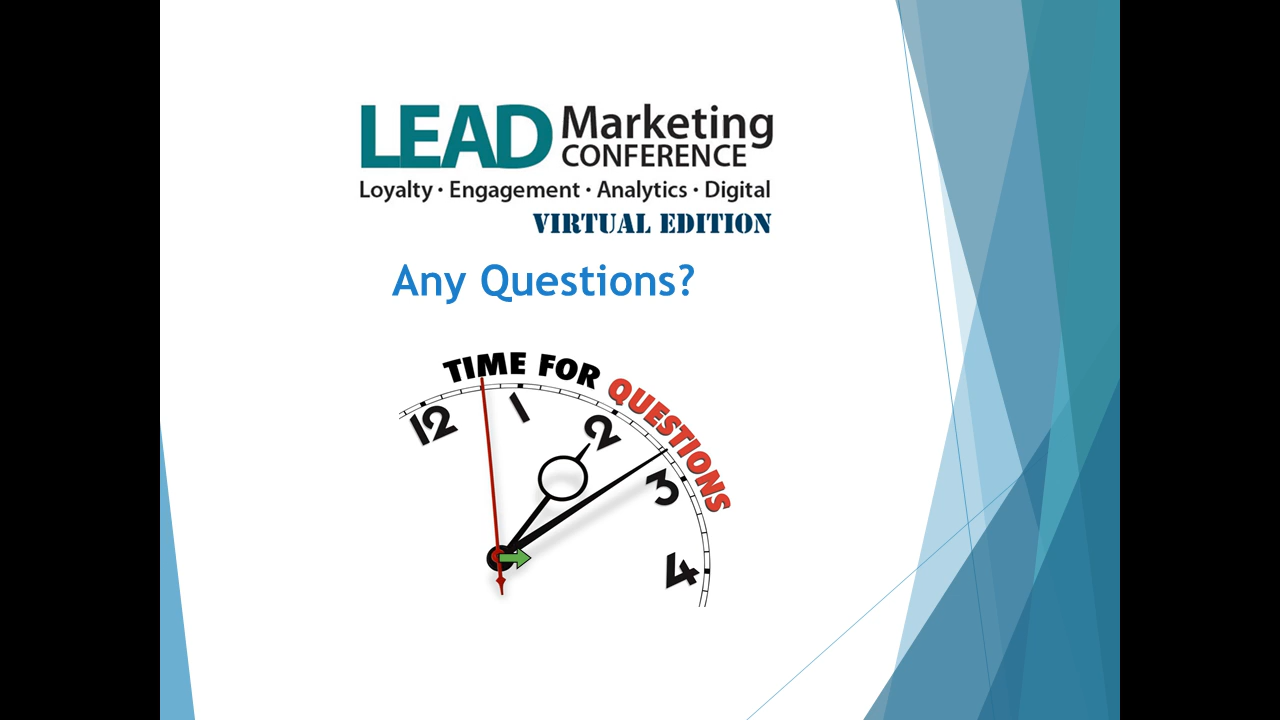 LEAD Marketing
CONFERENCE
Loyalty · Engagement · Analytics · Digital
VIRTUAL EDITION
Any Questions?
TIME FOR QUESTIONS
12
1
2
3
4